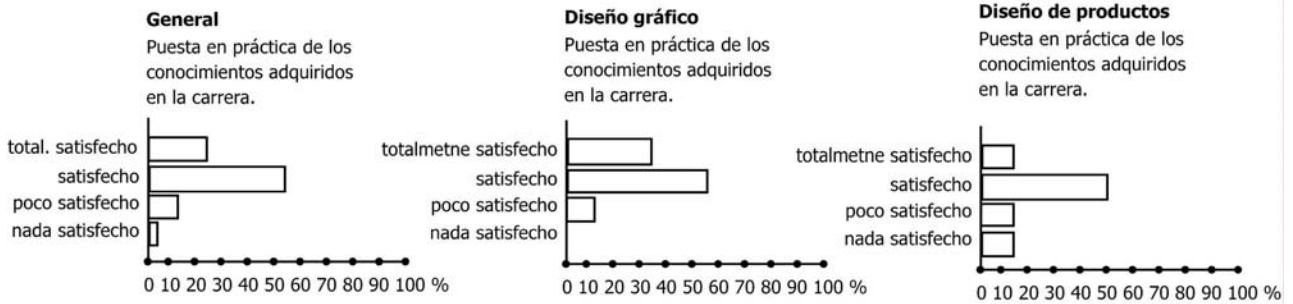 General
Puesta en práctica de los
conocimientos adquiridos
en la carrera.
total. satisfecho
satisfecho
poco satisfecho
nada satisfecho
0 10 20 30 40 50 60 70 80 90 100 %
Diseño gráfico
Puesta en práctica de los
conocimientos adquiridos
en la carrera.
totalmetne satisfecho
satisfecho
poco satisfecho
nada satisfecho
0 10 20 30 40 50 60 70 80 90 100 %
Diseño de productos
Puesta en práctica de los
conocimientos adquiridos
en la carrera.
totalmetne satisfecho
satisfecho
poco satisfecho
nada satisfecho
0 10 20 30 40 50 60 70 80 90 100 %